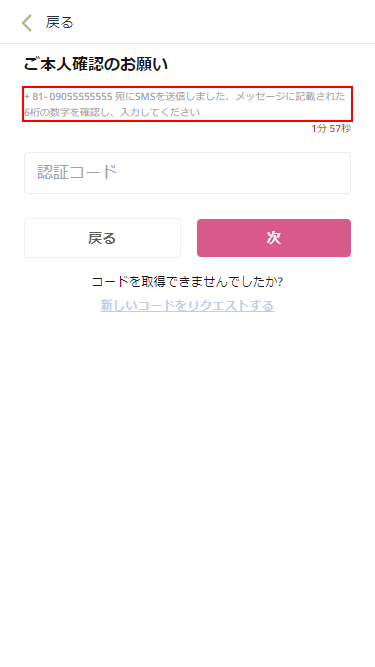 戻る
ご本人確認のお願い
+ 81- 09055555555 宛にSMSを送信しました、メッセージに記載された
6桁の数字を確認し、入力してください
1分 57秒
認証コード
戻る
次
コードを取得できませんでしたか?
新しいコードをリクエストする